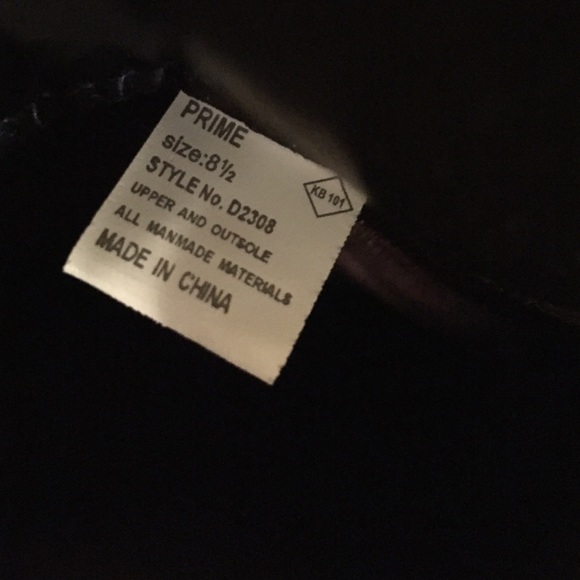 PRIME
size:8½
STYLE No. D2308
UPPER AND OUTSOLE
ALL MANMADE MATERIALS
MADE IN CHINA
KB 101